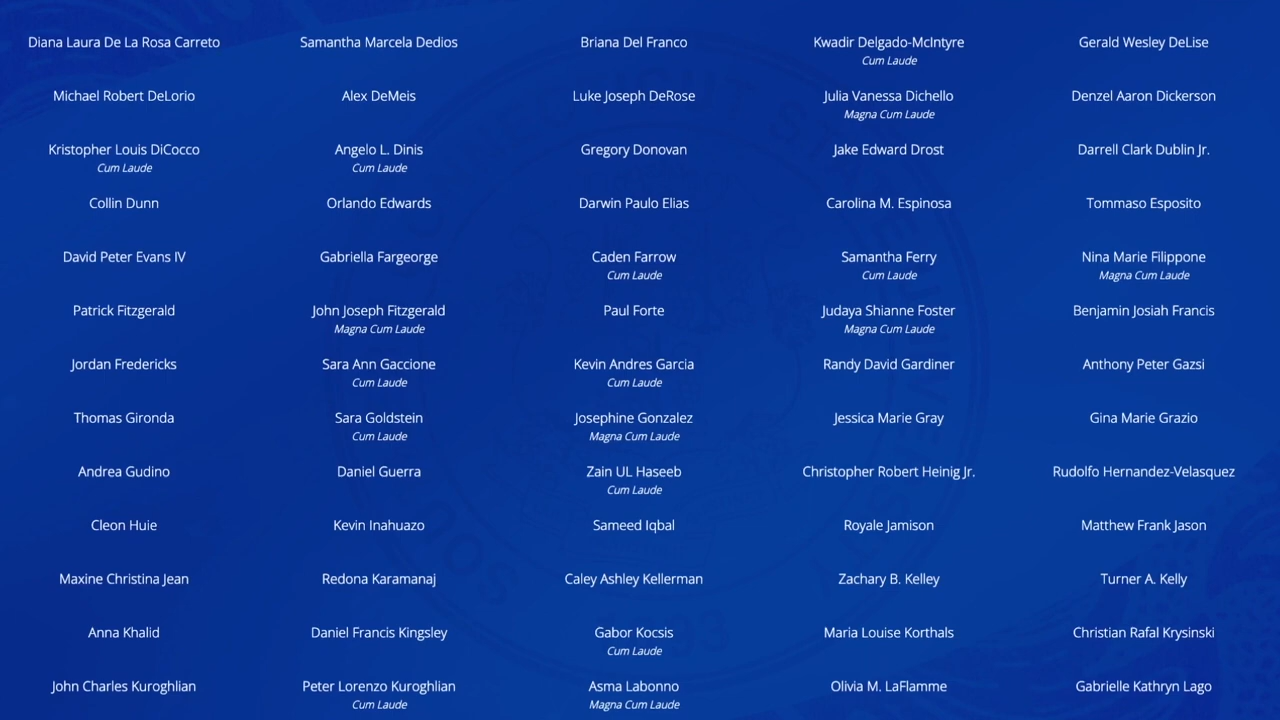 Diana Laura De La Rosa Carreto
Samantha Marcela Dedios
Briana Del Franco
Kwadir Delgado-McIntyre
Cum Laude
Gerald Wesley DeLise
Michael Robert DeLorio
Alex DeMeis
Luke Joseph DeRose
Julia Vanessa Dichello
Magna Cum Laude
Denzel Aaron Dickerson
Kristopher Louis DiCocco
Cum Laude
Angelo L. Dinis
Cum Laude
Gregory Donovan
Jake Edward Drost
Darrell Clark Dublin Jr.
Collin Dunn
Orlando Edwards
Darwin Paulo Elias
Carolina M. Espinosa
Tommaso Esposito
David Peter Evans IV
Gabriella Fargeorge
Caden Farrow
Cum Laude
Samantha Ferry
Cum Laude
Nina Marie Filippone
Magna Cum Laude
Patrick Fitzgerald
John Joseph Fitzgerald
Magna Cum Laude
Paul Forte
Judaya Shianne Foster
Magna Cum Laude
Benjamin Josiah Francis
Jordan Fredericks
Sara Ann Gaccione
Cum Laude
Kevin Andres Garcia
Cum Laude
Randy David Gardiner
Anthony Peter Gazsi
Thomas Gironda
Sara Goldstein
Cum Laude
Josephine Gonzalez
Magna Cum Laude
Jessica Marie Gray
Gina Marie Grazio
Andrea Gudino
Daniel Guerra
Zain UL Haseeb
Cum Laude
Christopher Robert Heinig Jr.
Rudolfo Hernandez-Velasquez
Cleon Huie
Kevin Inahuazo
Sameed Iqbal
Royale Jamison
Matthew Frank Jason
Maxine Christina Jean
Redona Karamanaj
Caley Ashley Kellerman
Zachary B. Kelley
Turner A. Kelly
Anna Khalid
Daniel Francis Kingsley
Gabor Kocsis
Cum Laude
Maria Louise Korthals
Christian Rafal Krysinski
John Charles Kuroghlian
Peter Lorenzo Kuroghlian
Cum Laude
Asma Labonno
Magna Cum Laude
Olivia M. LaFlamme
Gabrielle Kathryn Lago